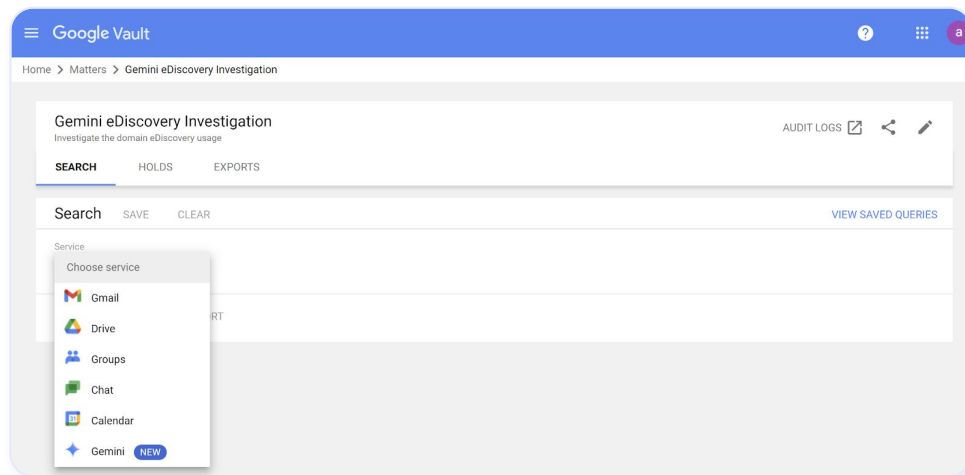 Google Vault
a
Home > Matters > Gemini eDiscovery Investigation
Gemini eDiscovery Investigation
Investigate the domain eDiscovery usage
AUDIT LOGS
SEARCH HOLDS EXPORTS
Search SAVE CLEAR
VIEW SAVED QUERIES
Service
Choose service
Gmail
Drive
Groups
Chat
31 Calendar
Gemini NEW